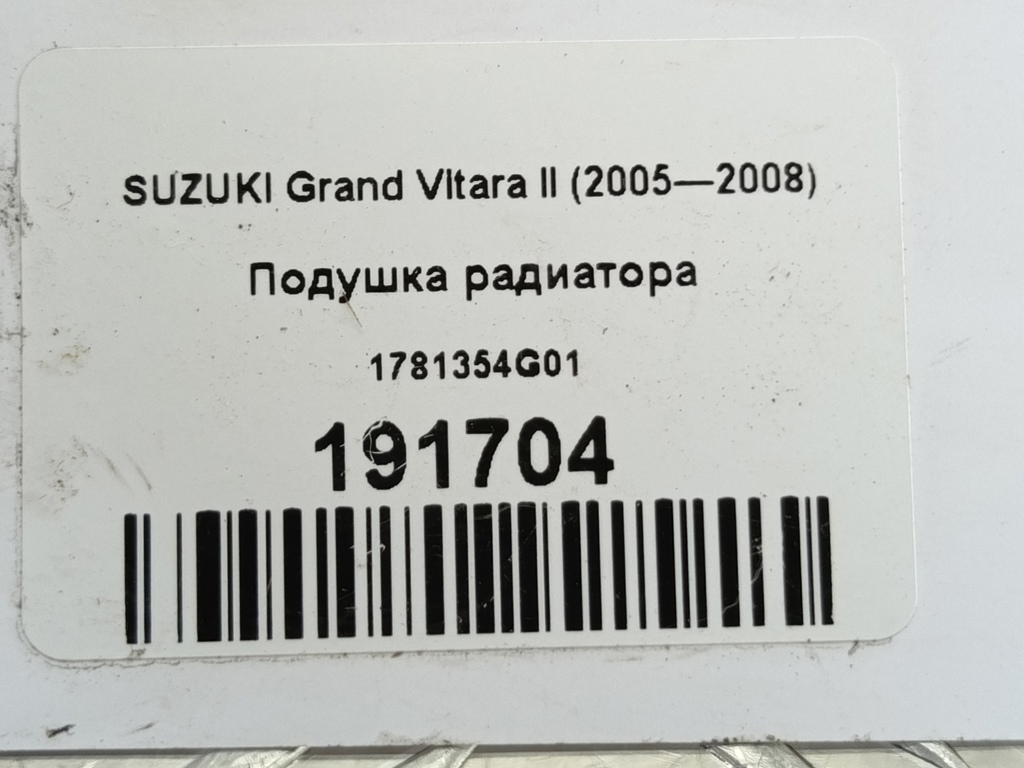 SUZUKI Grand Vitara II (2005—2008)
Подушка радиатора
1781354G01
191704